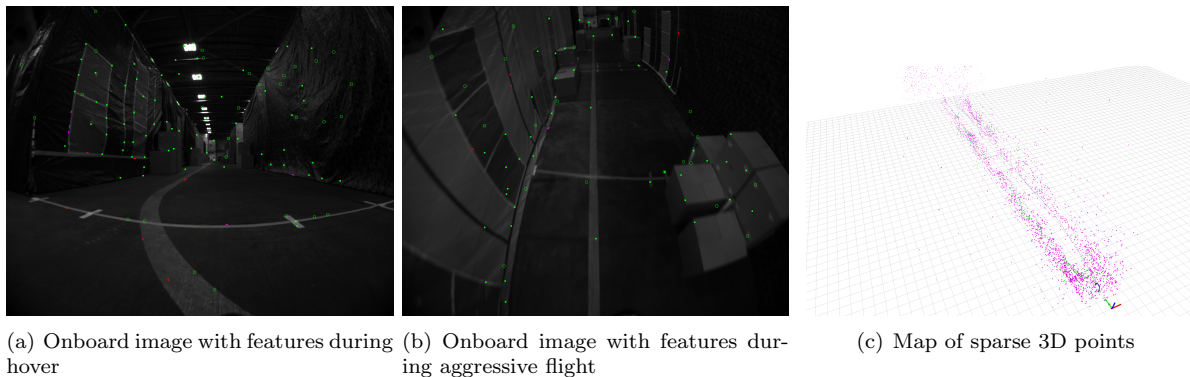 (a) Onboard image with features during
hover
(b) Onboard image with features dur-
ing aggressive flight
(c) Map of sparse 3D points